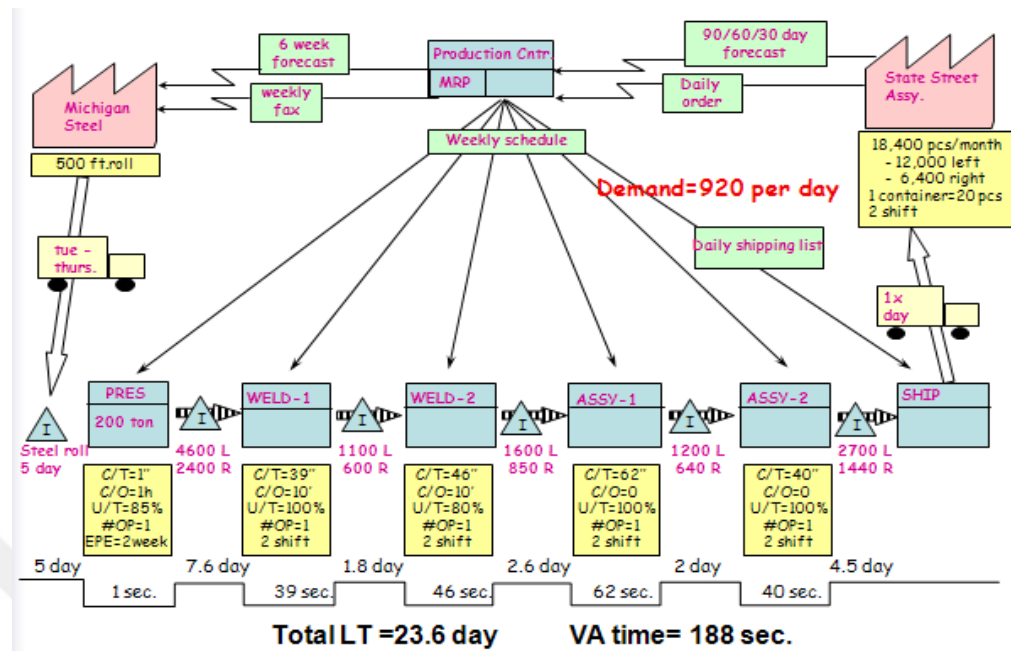 6 week
forecast
weekly
fax
Production Cntr.
MRP
90/60/30 day
forecast
Daily
order
Michigan
Steel
State Street
Assy.
500 ft.roll
Weekly schedule
18,400 pcs/month
- 12,000 left
- 6,400 right
1 container=20 pcs
2 shift
Demand=920 per day
Daily shipping list
tue -
thurs.
1x
day
I
Steel roll
5 day
PRES
200 ton
I
4600 L
2400 R
WELD-1
I
1100 L
600 R
WELD-2
I
1600 L
850 R
ASSY-1
I
1200 L
640 R
ASSY-2
I
2700 L
1440 R
SHIP
C/T=1"
C/O=1h
U/T=85%
#OP=1
EPE=2week
C/T=39"
C/O=10'
U/T=100%
#OP=1
2 shift
C/T=46"
C/O=10'
U/T=80%
#OP=1
2 shift
C/T=62"
C/O=0
U/T=100%
#OP=1
2 shift
C/T=40"
C/O=0
U/T=100%
#OP=1
2 shift
5 day
1 sec.
7.6 day
39 sec.
1.8 day
46 sec.
2.6 day
62 sec.
2 day
40 sec.
4.5 day
Total LT =23.6 day
VA time= 188 sec.